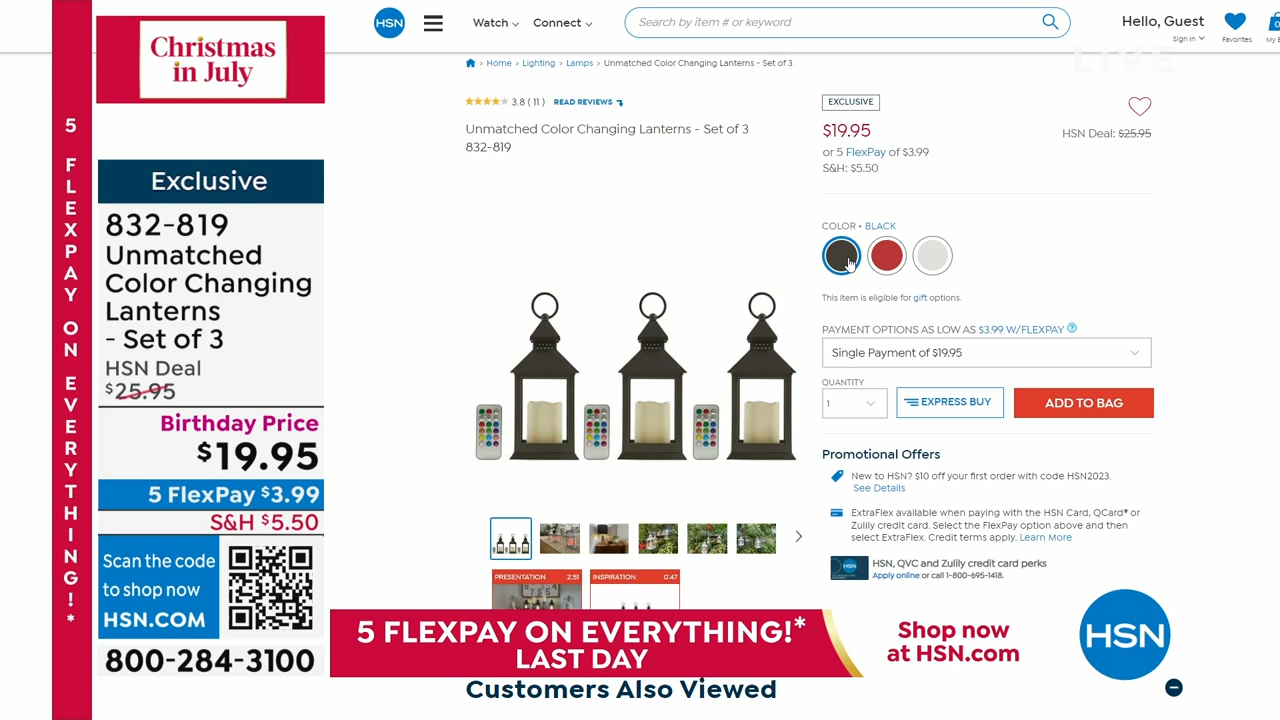 Christmas
in July
5 FLEXPAY ON EVERYTHING!*
Exclusive
832-819
Unmatched
Color Changing
Lanterns
- Set of 3
HSN Deal
$25.95
Birthday Price
$19.95
5 FlexPay $3.99
S&H $5.50
Scan the code
to shop now
HSN.COM
800-284-3100
HSN
Watch
Connect
Search by item # or keyword
Hello, Guest
Sign In
Favorites
LIVE
> Home > Lighting > Lamps > Unmatched Color Changing Lanterns - Set of 3
3.8 ( 11 ) READ REVIEWS
Unmatched Color Changing Lanterns - Set of 3
832-819
EXCLUSIVE
$19.95
HSN Deal: $25.95
or 5 FlexPay of $3.99
S&H: $5.50
COLOR • BLACK
This item is eligible for gift options.
PAYMENT OPTIONS AS LOW AS $3.99 W/FLEXPAY ?
Single Payment of $19.95
QUANTITY
1
EXPRESS BUY
ADD TO BAG
Promotional Offers
New to HSN? $10 off your first order with code HSN2023.
See Details
ExtraFlex available when paying with the HSN Card, QCard® or
Zulily credit card. Select the FlexPay option above and then
select ExtraFlex. Credit terms apply. Learn More
HSN
HSN, QVC and Zulily credit card perks
Apply online or call 1-800-695-1418.
PRESENTATION 2:51
INSPIRATION 0:47
5 FLEXPAY ON EVERYTHING!*
LAST DAY
Shop now
at HSN.com
HSN
Customers Also Viewed